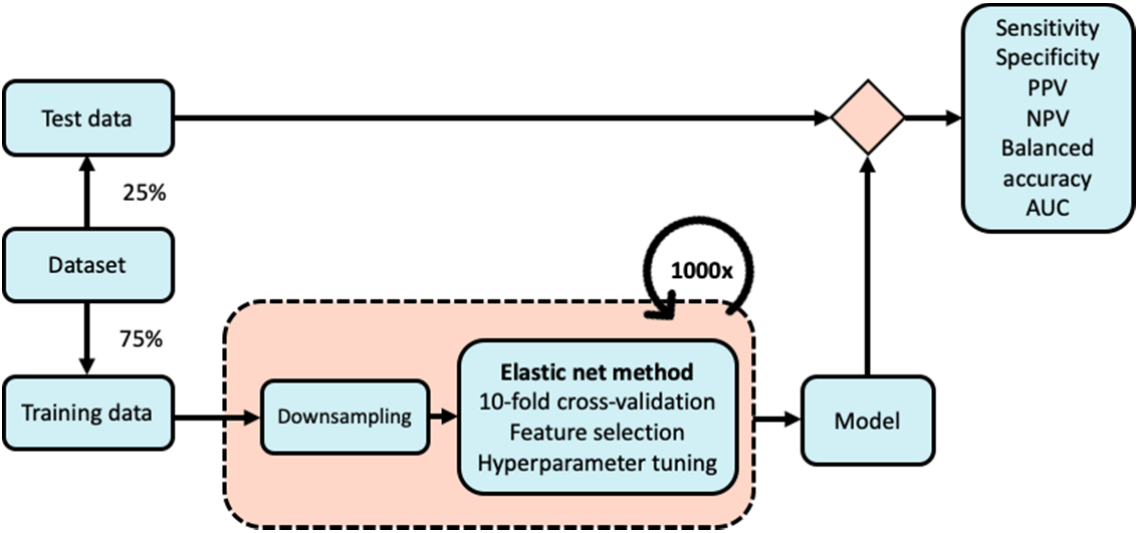 Sensitivity
Specificity
PPV
NPV
Balanced
accuracy
AUC
Test data
25%
Dataset
75%
Training data
Downsampling
1000x
Elastic net method
10-fold cross-validation
Feature selection
Hyperparameter tuning
Model